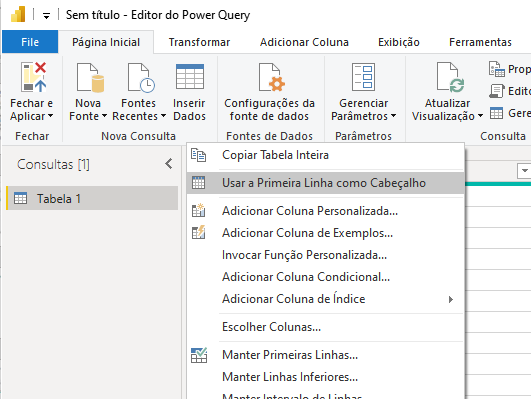 Sem título - Editor do Power Query
File Página Inicial Transformar Adicionar Coluna Exibição Ferramentas
Fechar e Aplicar
Nova Fonte
Fontes Recentes
Inserir Dados
Configurações da fonte de dados
Gerenciar Parâmetros
Atualizar Visualização
Fechar Nova Consulta Fontes de Dados Parâmetros Consulta
Consultas [1]
Tabela 1
Copiar Tabela Inteira
Usar a Primeira Linha como Cabeçalho
Adicionar Coluna Personalizada...
Adicionar Coluna de Exemplos...
Invocar Função Personalizada...
Adicionar Coluna Condicional...
Adicionar Coluna de Índice
Escolher Colunas...
Manter Primeiras Linhas...
Manter Linhas Inferiores...
Manter Intervalo de Linhas